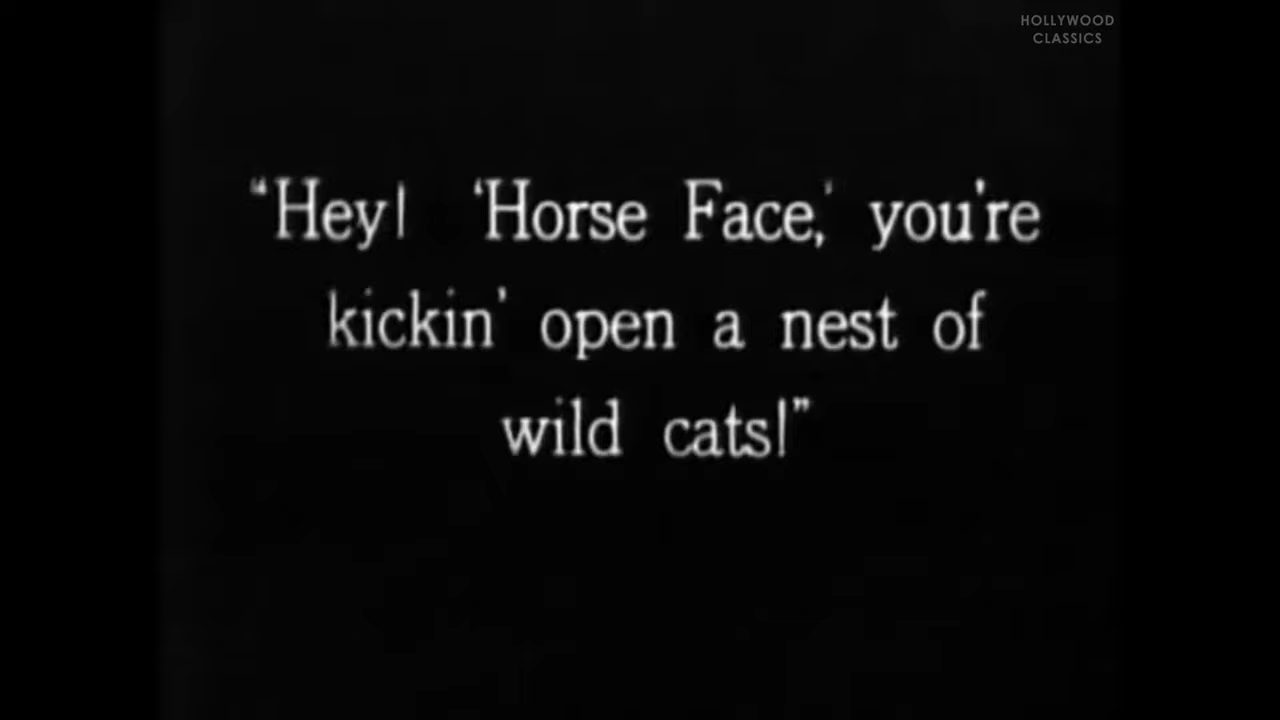 HOLLYWOOD
CLASSICS
“Hey! ‘Horse Face,’ you're
kickin’ open a nest of
wild cats!”